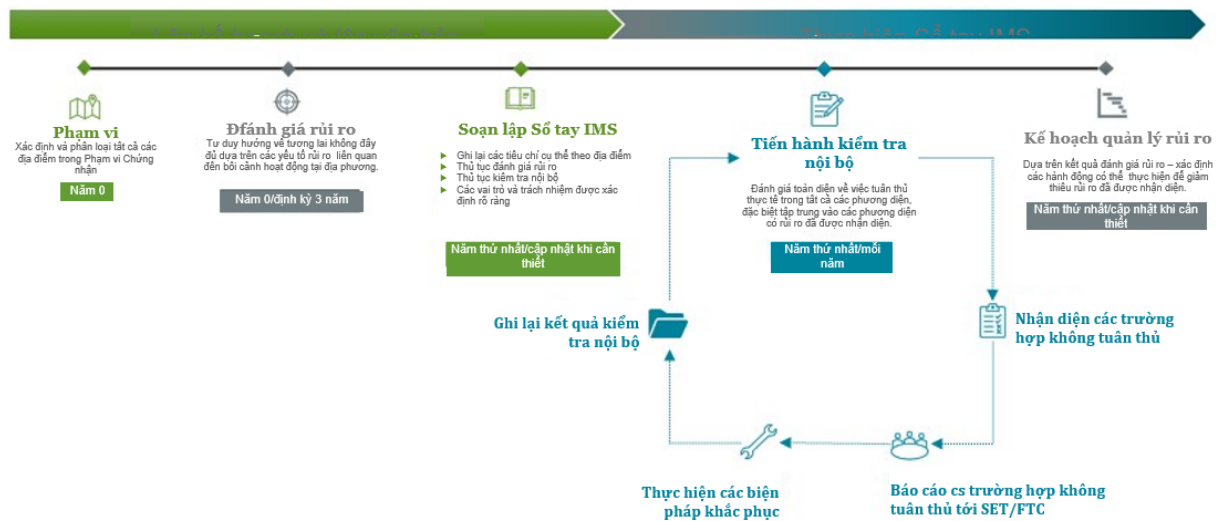 Phạm vi
Xác định và phân loại tất cả các
địa điểm trong Phạm vi Chứng
nhận
Năm 0
Đfánh giá rủi ro
Tư duy hướng về tương lai không đầy
đủ dựa trên các yếu tố rủi ro liên quan
đến bối cảnh hoạt động tại địa phương.
Năm 0/định kỳ 3 năm
Soạn lập Sổ tay IMS
Ghi lại các tiêu chí cụ thể theo địa điểm
Thủ tục đánh giá rủi ro
Thủ tục kiểm tra nội bộ
Các vai trò và trách nhiệm được xác
định rõ ràng
Năm thứ nhất/cập nhật khi cần
thiết
Tiến hành kiểm tra
nội bộ
Đánh giá toàn diện về việc tuân thủ
thực tế trong tất cả các phương diện,
đặc biệt tập trung vào các phương diện
có rủi ro đã được nhận diện.
Năm thứ nhất/mỗi
năm
Kế hoạch quản lý rủi ro
Dựa trên kết quả đánh giá rủi ro – xác định
các hành động có thể thực hiện để giảm
thiểu rủi ro đã được nhận diện.
Năm thứ nhất/cập nhật khi cần
thiết
Ghi lại kết quả kiểm
tra nội bộ
Nhận diện các trường
hợp không tuân thủ
Thực hiện các biện
pháp khắc phục
Báo cáo cs trường hợp không
tuân thủ tới SET/FTC